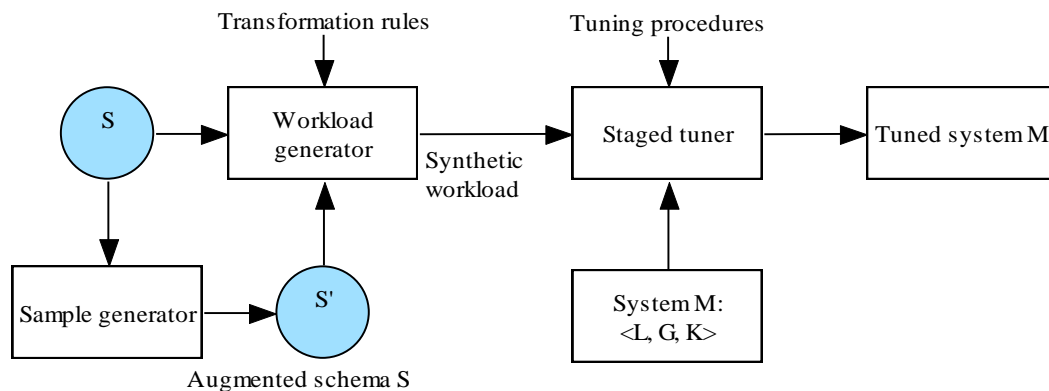 Transformation rules
Tuning procedures
S
Workload
generator
Staged tuner
Tuned system M
Synthetic
workload
Sample generator
S'
System M:
<L, G, K>
Augmented schema S